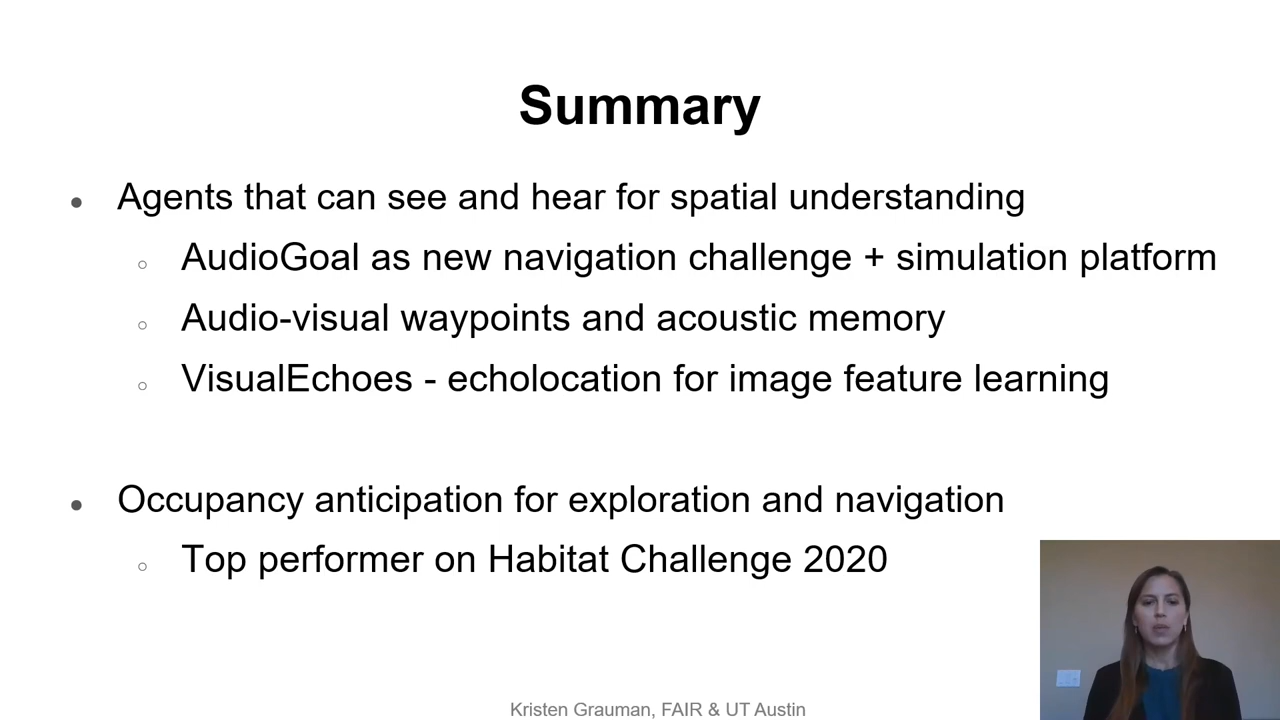 Summary
● Agents that can see and hear for spatial understanding
○ AudioGoal as new navigation challenge + simulation platform
○ Audio-visual waypoints and acoustic memory
○ VisualEchoes - echolocation for image feature learning
● Occupancy anticipation for exploration and navigation
○ Top performer on Habitat Challenge 2020
Kristen Grauman, FAIR & UT Austin